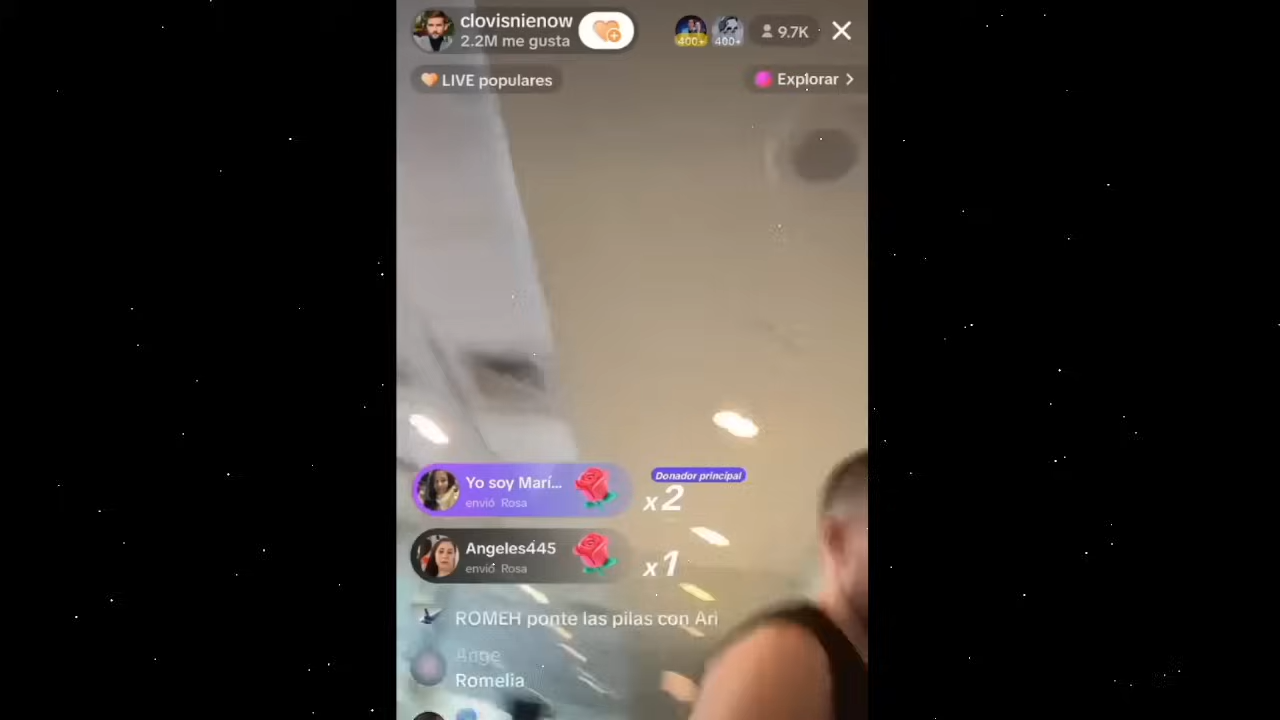 clovisnienow
2.2M me gusta
400+
400+
9.7K
LIVE populares
Explorar
Yo soy Marí...
envió Rosa
Donador principal
x2
Angeles445
envió Rosa
x1
ROMEH ponte las pilas con Ari
Ange
Romelia